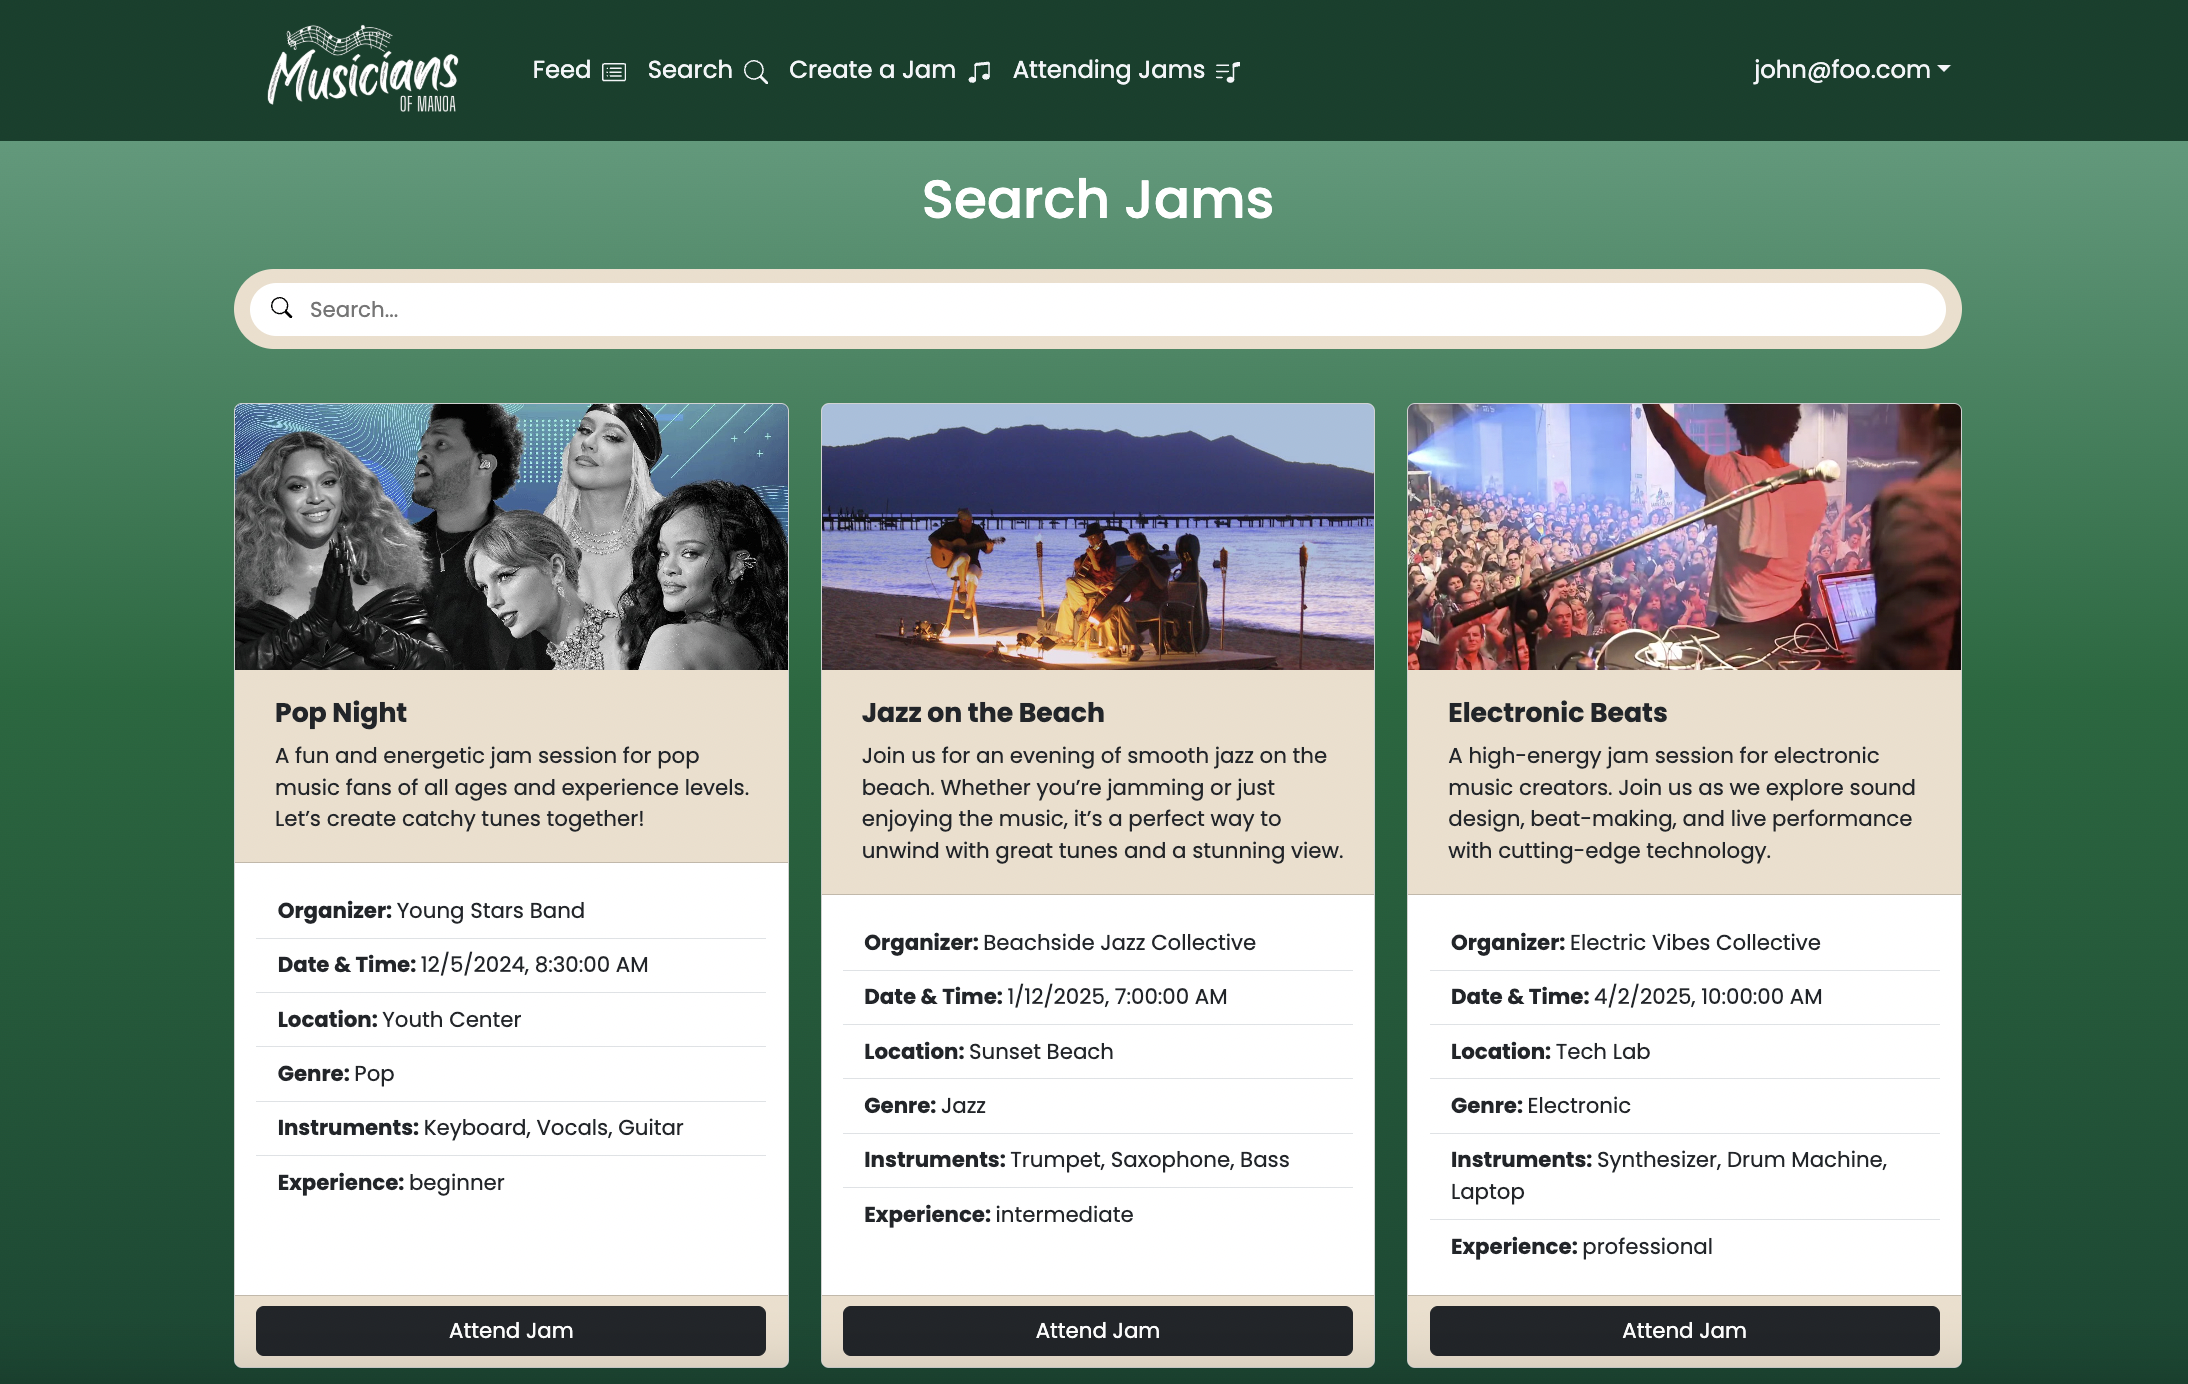 Musicians
OF MANOA
Feed
Search
Create a Jam
Attending Jams
john@foo.com
Search Jams
Search...
Pop Night
A fun and energetic jam session for pop
music fans of all ages and experience levels.
Let's create catchy tunes together!
Organizer: Young Stars Band
Date & Time: 12/5/2024, 8:30:00 AM
Location: Youth Center
Genre: Pop
Instruments: Keyboard, Vocals, Guitar
Experience: beginner
Attend Jam
Jazz on the Beach
Join us for an evening of smooth jazz on the
beach. Whether you're jamming or just
enjoying the music, it's a perfect way to
unwind with great tunes and a stunning view.
Organizer: Beachside Jazz Collective
Date & Time: 1/12/2025, 7:00:00 AM
Location: Sunset Beach
Genre: Jazz
Instruments: Trumpet, Saxophone, Bass
Experience: intermediate
Attend Jam
Electronic Beats
A high-energy jam session for electronic
music creators. Join us as we explore sound
design, beat-making, and live performance
with cutting-edge technology.
Organizer: Electric Vibes Collective
Date & Time: 4/2/2025, 10:00:00 AM
Location: Tech Lab
Genre: Electronic
Instruments: Synthesizer, Drum Machine,
Laptop
Experience: professional
Attend Jam